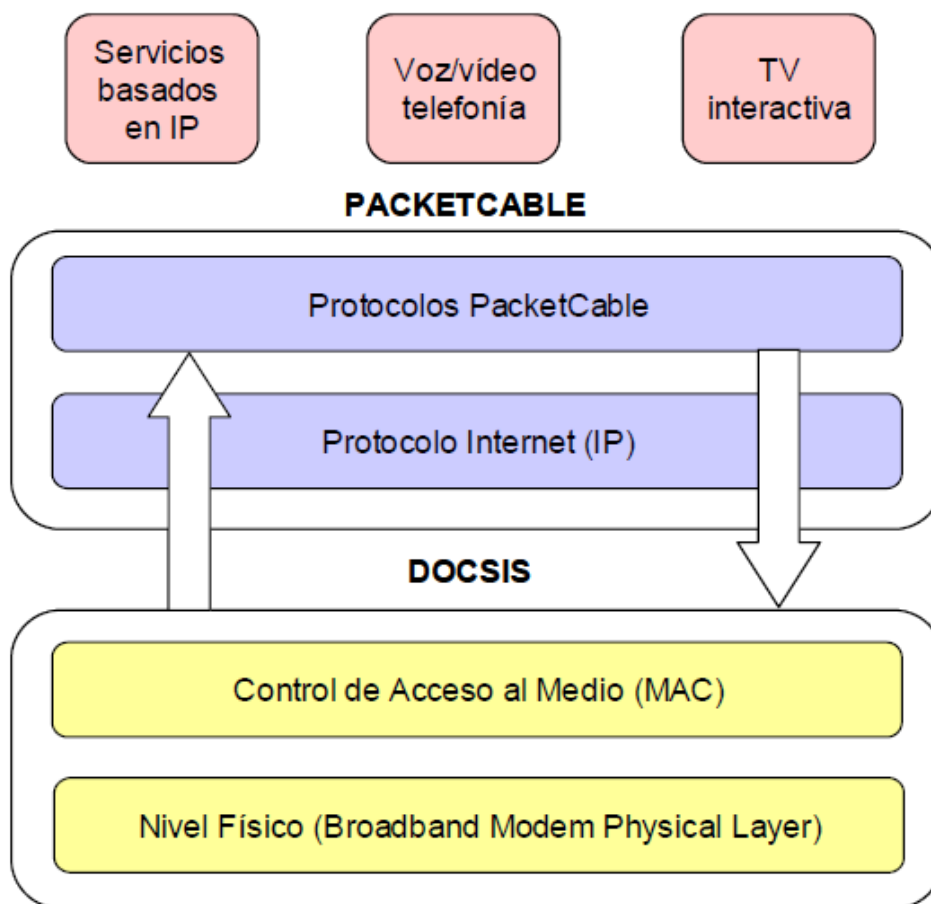 Servicios
basados
en IP
Voz/vídeo
telefonía
TV
interactiva
PACKETCABLE
Protocolos PacketCable
Protocolo Internet (IP)
DOCSIS
Control de Acceso al Medio (MAC)
Nivel Físico (Broadband Modem Physical Layer)